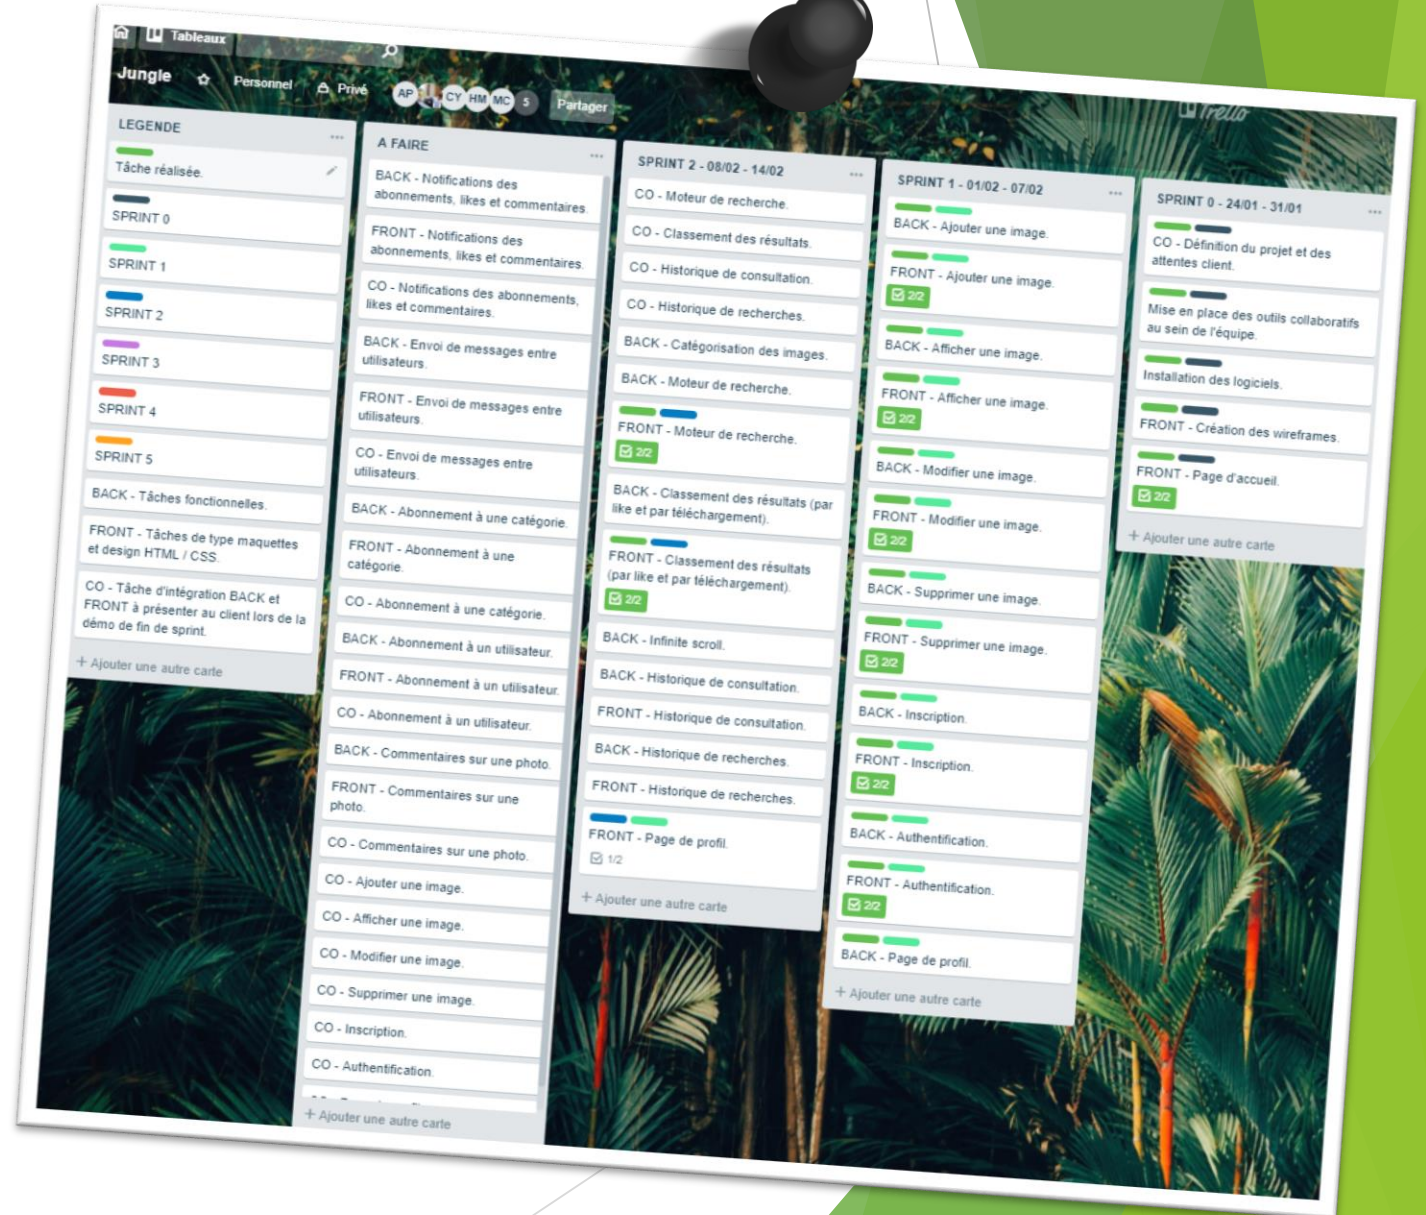 Tableaux
Jungle
Personnel
Privé
AP
CY
HM
MC
5
Partager
Trello
LEGENDE
Tâche réalisée.
SPRINT 0
SPRINT 1
SPRINT 2
SPRINT 3
SPRINT 4
SPRINT 5
BACK - Tâches fonctionnelles.
FRONT - Tâches de type maquettes
et design HTML / CSS.
CO - Tâche d'intégration BACK et
FRONT à présenter au client lors de la
démo de fin de sprint.
+ Ajouter une autre carte
A FAIRE
BACK - Notifications des
abonnements, likes et commentaires.
FRONT - Notifications des
abonnements, likes et commentaires.
CO - Notifications des abonnements,
likes et commentaires.
BACK - Envoi de messages entre
utilisateurs.
FRONT - Envoi de messages entre
utilisateurs.
CO - Envoi de messages entre
utilisateurs.
BACK - Abonnement à une catégorie.
FRONT - Abonnement à une
catégorie.
CO - Abonnement à une catégorie.
BACK - Abonnement à un utilisateur.
FRONT - Abonnement à un utilisateur.
CO - Abonnement à un utilisateur.
BACK - Commentaires sur une photo.
FRONT - Commentaires sur une
photo.
CO - Commentaires sur une photo.
CO - Ajouter une image.
CO - Afficher une image.
CO - Modifier une image.
CO - Supprimer une image.
CO - Inscription.
CO - Authentification.
+ Ajouter une autre carte
SPRINT 2 - 08/02 - 14/02
CO - Moteur de recherche.
CO - Classement des résultats.
CO - Historique de consultation.
CO - Historique de recherches.
BACK - Catégorisation des images.
BACK - Moteur de recherche.
FRONT - Moteur de recherche.
2/2
BACK - Classement des résultats (par
like et par téléchargement).
FRONT - Classement des résultats
(par like et par téléchargement).
2/2
BACK - Infinite scroll.
BACK - Historique de consultation.
FRONT - Historique de consultation.
BACK - Historique de recherches.
FRONT - Historique de recherches.
FRONT - Page de profil.
1/2
+ Ajouter une autre carte
SPRINT 1 - 01/02 - 07/02
BACK - Ajouter une image.
FRONT - Ajouter une image.
2/2
BACK - Afficher une image.
FRONT - Afficher une image.
2/2
BACK - Modifier une image.
FRONT - Modifier une image.
2/2
BACK - Supprimer une image.
FRONT - Supprimer une image.
2/2
BACK - Inscription.
FRONT - Inscription.
2/2
BACK - Authentification.
FRONT - Authentification.
2/2
BACK - Page de profil.
+ Ajouter une autre carte
SPRINT 0 - 24/01 - 31/01
CO - Définition du projet et des
attentes client.
Mise en place des outils collaboratifs
au sein de l'équipe.
Installation des logiciels.
FRONT - Création des wireframes.
FRONT - Page d'accueil.
2/2
+ Ajouter une autre carte